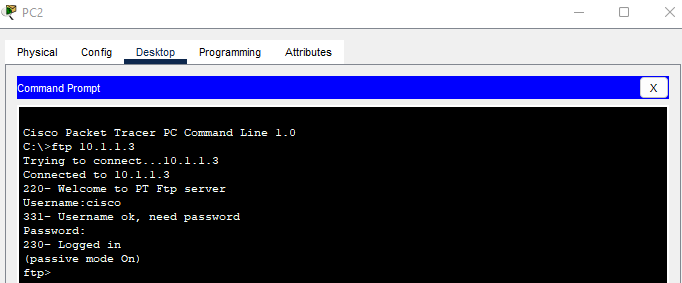 PC2
Physical Config Desktop Programming Attributes
Command Prompt X
Cisco Packet Tracer PC Command Line 1.0
C:\>ftp 10.1.1.3
Trying to connect...10.1.1.3
Connected to 10.1.1.3
220- Welcome to PT Ftp server
Username:cisco
331- Username ok, need password
Password:
230- Logged in
(passive mode On)
ftp>